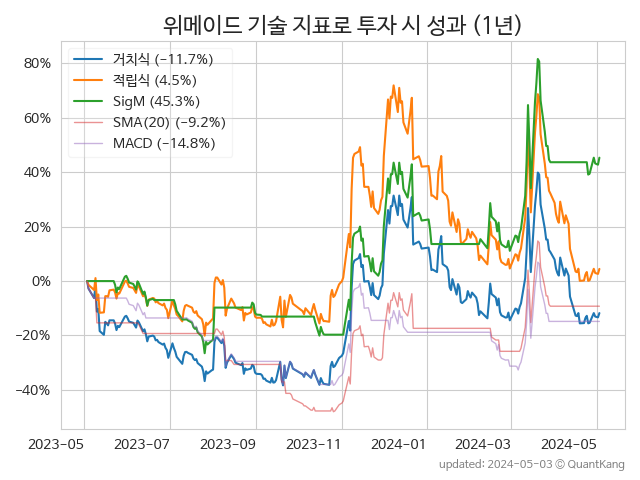 위메이드 기술 지표로 투자 시 성과 (1년)
거치식 (−11.7%)
적립식 (4.5%)
SigM (45.3%)
SMA(20) (−9.2%)
MACD (−14.8%)
80%
60%
40%
20%
0%
−20%
−40%
2023-05 2023-07 2023-09 2023-11 2024-01 2024-03 2024-05
updated: 2024-05-03 © QuantKang